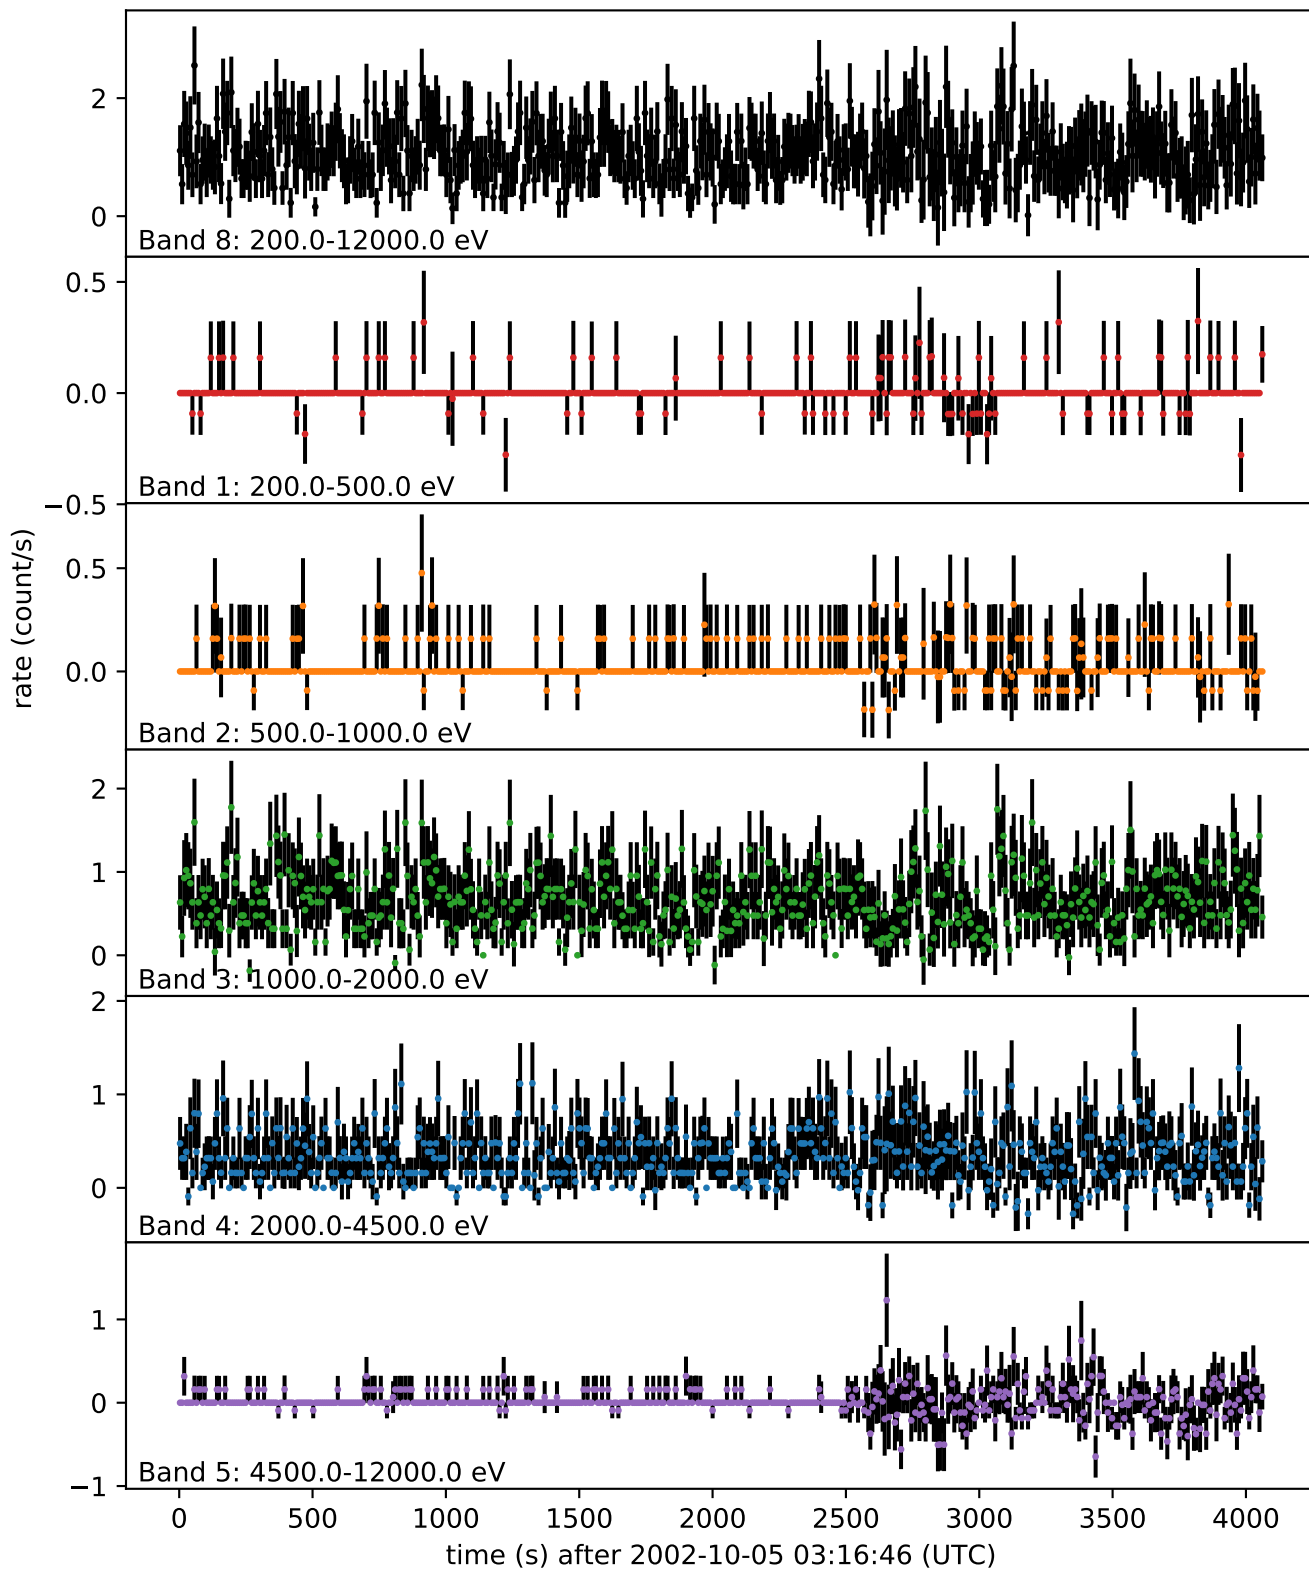 2
0
Band 8: 200.0-12000.0 eV
0.5
0.0
−0.5
Band 1: 200.0-500.0 eV
0.5
0.0
Band 2: 500.0-1000.0 eV
rate (count/s)
2
1
0
Band 3: 1000.0-2000.0 eV
2
1
0
Band 4: 2000.0-4500.0 eV
1
0
−1
Band 5: 4500.0-12000.0 eV
0 500 1000 1500 2000 2500 3000 3500 4000
time (s) after 2002-10-05 03:16:46 (UTC)